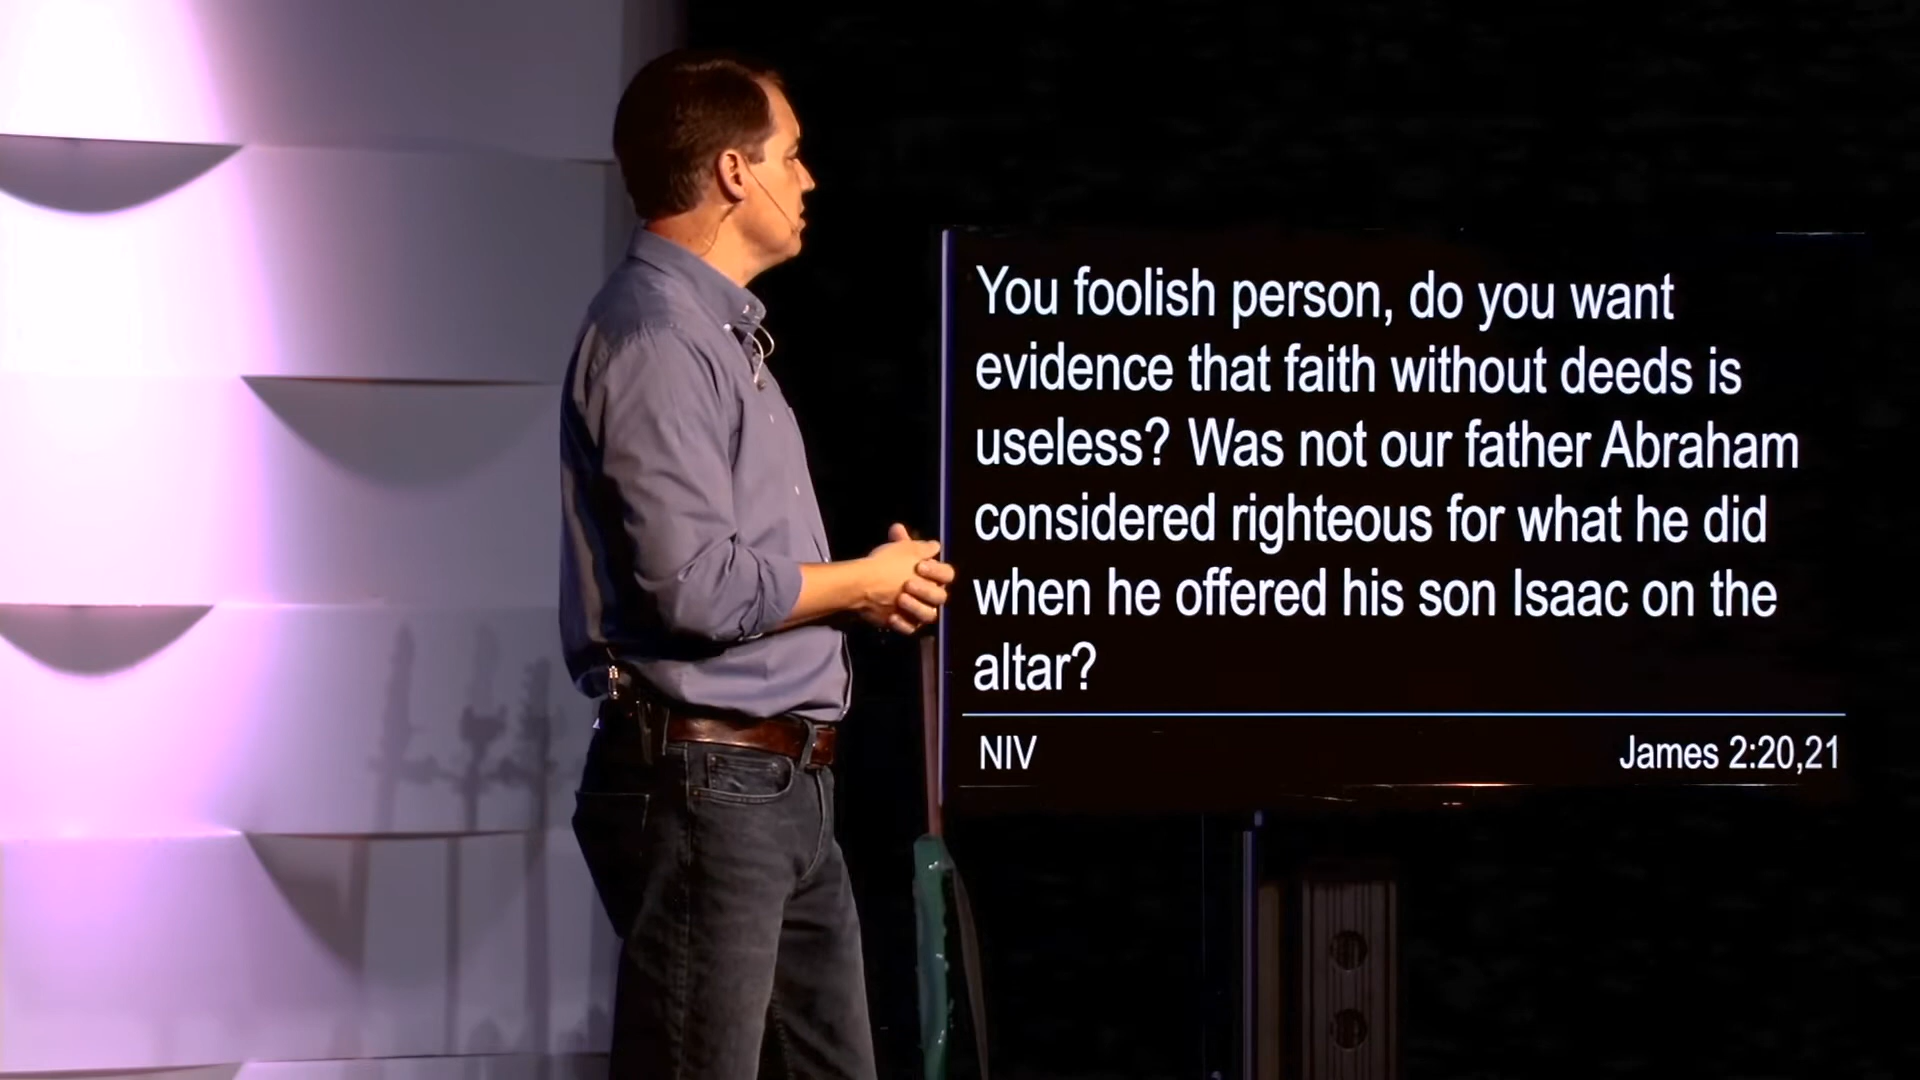 You foolish person, do you want
evidence that faith without deeds is
useless? Was not our father Abraham
considered righteous for what he did
when he offered his son Isaac on the
altar?
NIV
James 2:20,21